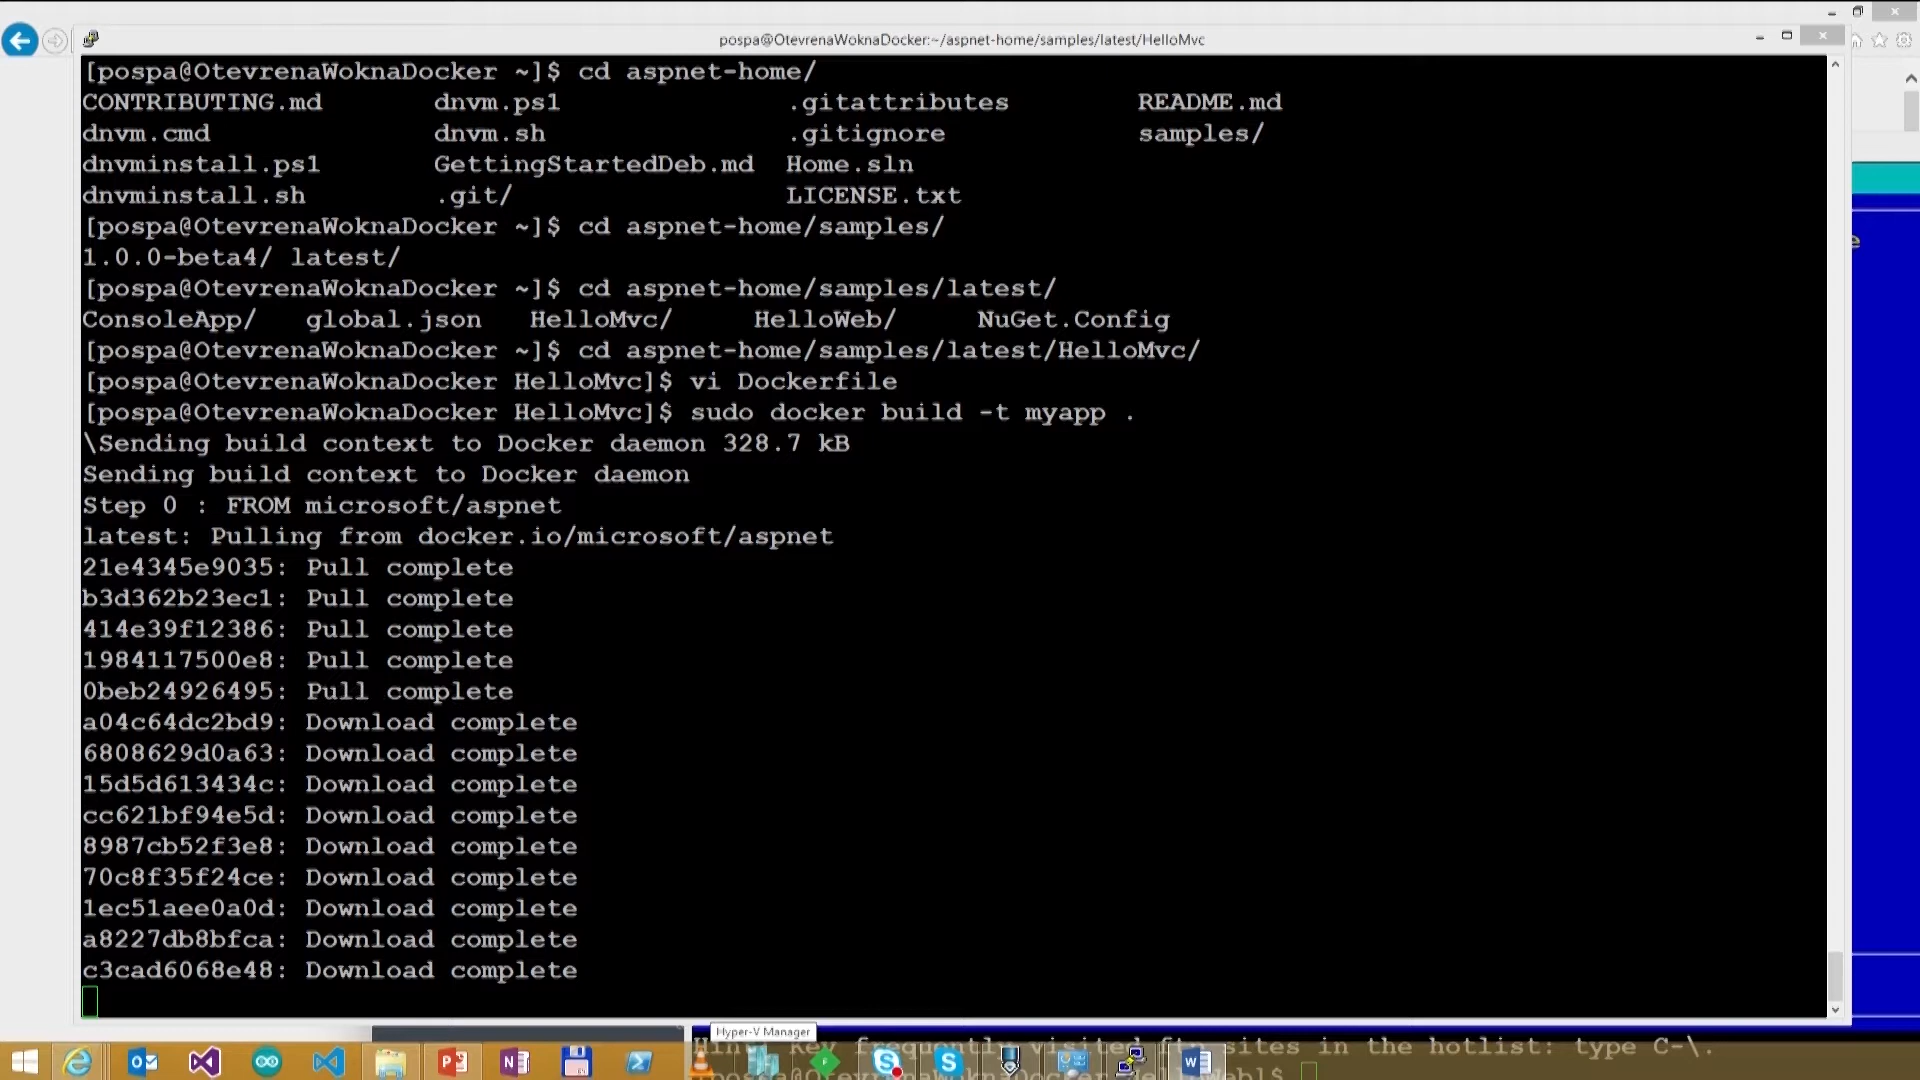 pospa@OtevrenaWoknaDocker:~/aspnet-home/samples/latest/HelloMvc
[pospa@OtevrenaWoknaDocker ~]$ cd aspnet-home/
CONTRIBUTING.md dnvm.ps1 .gitattributes README.md
dnvm.cmd dnvm.sh .gitignore samples/
dnvminstall.ps1 GettingStartedDeb.md Home.sln
dnvminstall.sh .git/ LICENSE.txt
[pospa@OtevrenaWoknaDocker ~]$ cd aspnet-home/samples/
1.0.0-beta4/ latest/
[pospa@OtevrenaWoknaDocker ~]$ cd aspnet-home/samples/latest/
ConsoleApp/ global.json HelloMvc/ HelloWeb/ NuGet.Config
[pospa@OtevrenaWoknaDocker ~]$ cd aspnet-home/samples/latest/HelloMvc/
[pospa@OtevrenaWoknaDocker HelloMvc]$ vi Dockerfile
[pospa@OtevrenaWoknaDocker HelloMvc]$ sudo docker build -t myapp .
\Sending build context to Docker daemon 328.7 kB
Sending build context to Docker daemon
Step 0 : FROM microsoft/aspnet
latest: Pulling from docker.io/microsoft/aspnet
21e4345e9035: Pull complete
b3d362b23ec1: Pull complete
414e39f12386: Pull complete
1984117500e8: Pull complete
0beb24926495: Pull complete
a04c64dc2bd9: Download complete
6808629d0a63: Download complete
15d5d613434c: Download complete
cc621bf94e5d: Download complete
8987cb52f3e8: Download complete
70c8f35f24ce: Download complete
1ec51aee0a0d: Download complete
a8227db8bfca: Download complete
c3cad6068e48: Download complete
Hyper-V Manager
Hint: Key frequently visited ftp sites in the hotlist: type C-\.
[pospa@OtevrenaWoknaDocker HelloWeb]$